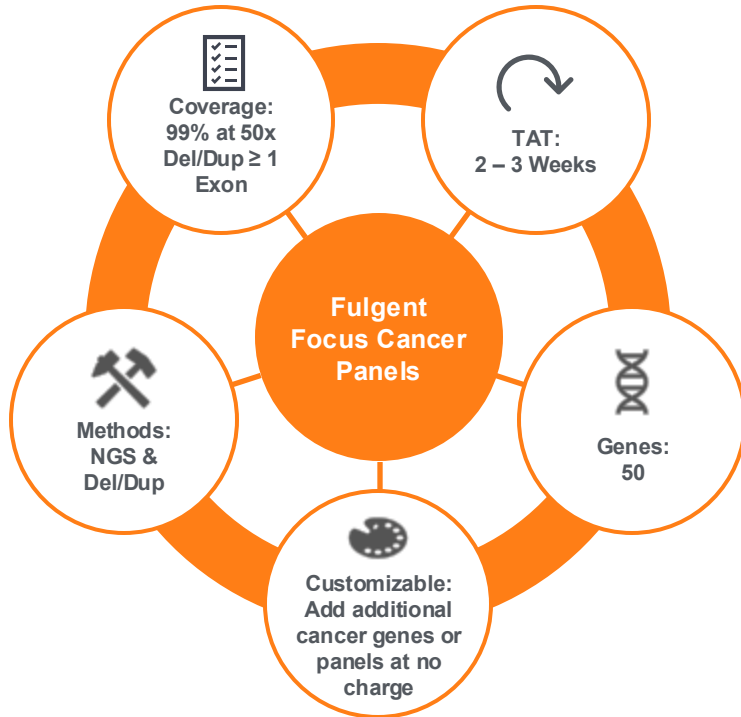 Coverage:
99% at 50x
Del/Dup ≥ 1
Exon
TAT:
2 – 3 Weeks
Fulgent
Focus Cancer
Panels
Methods:
NGS &
Del/Dup
Genes:
50
Customizable:
Add additional
cancer genes or
panels at no
charge